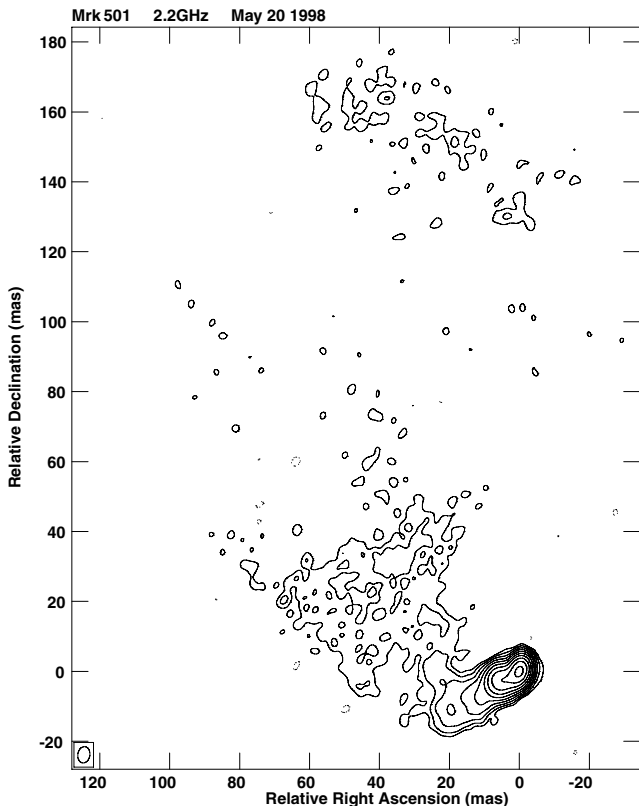 Mrk 501 2.2GHz May 20 1998
180
160
140
120
100
80
60
40
20
0
-20
Relative Declination (mas)
120 100 80 60 40 20 0 -20
Relative Right Ascension (mas)